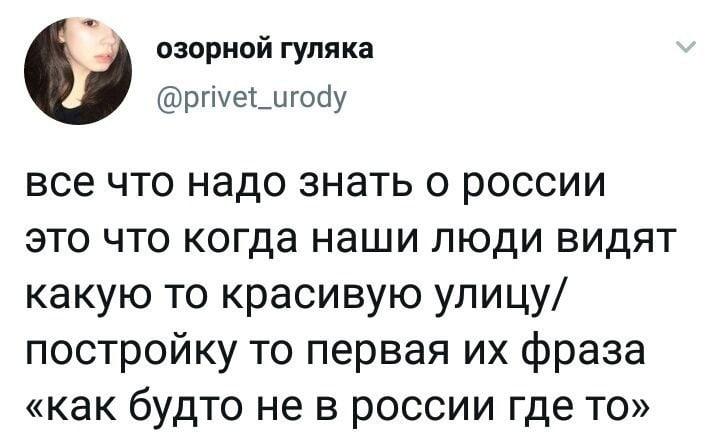 озорной гуляка
@privet_urody
все что надо знать о россии
это что когда наши люди видят
какую то красивую улицу/
постройку то первая их фраза
«как будто не в россии где то»